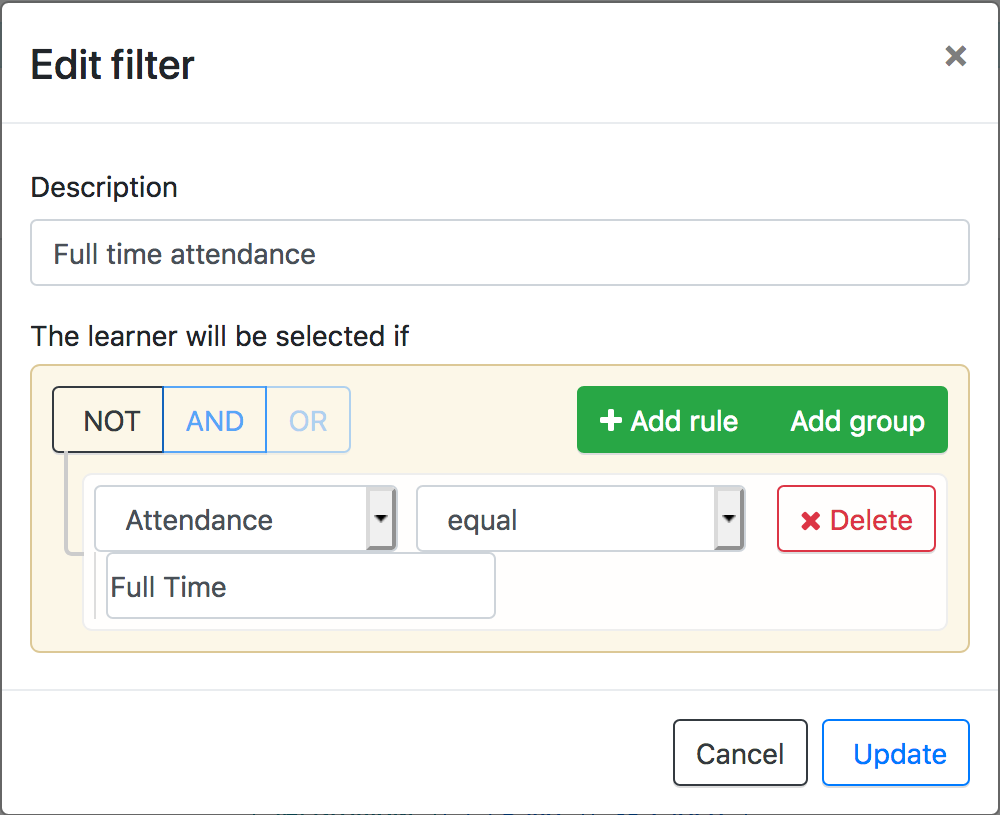 Edit filter ×
Description
Full time attendance
The learner will be selected if
NOT AND OR + Add rule Add group
Attendance equal ✖ Delete
Full Time
Cancel Update